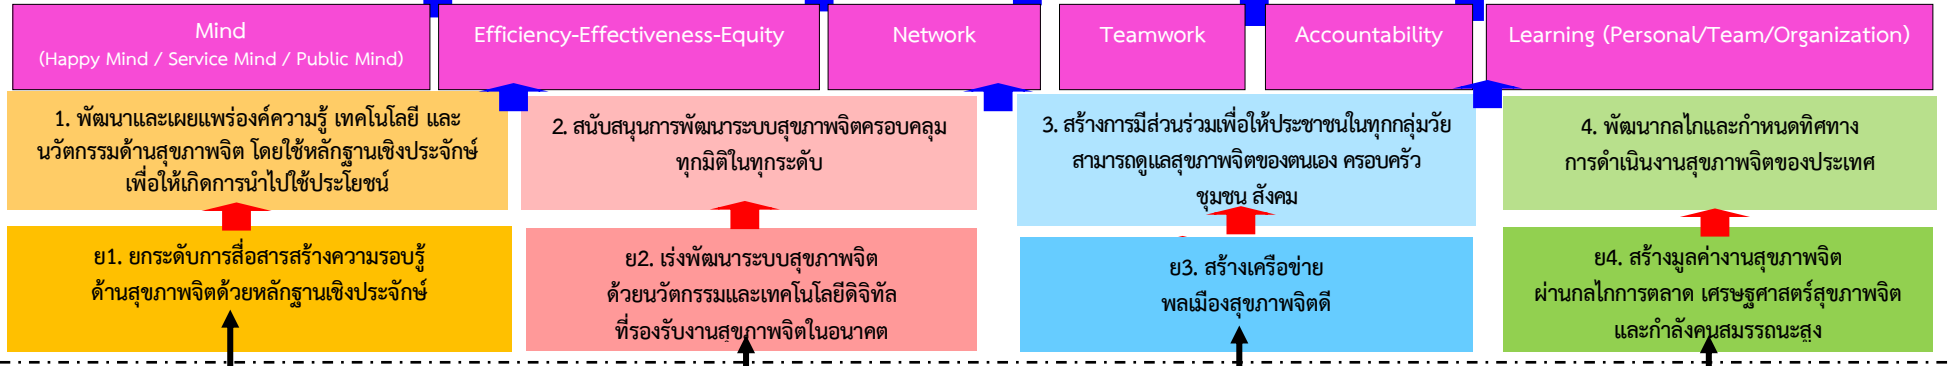 Mind
(Happy Mind / Service Mind / Public Mind)
Efficiency-Effectiveness-Equity
Network
Teamwork
Accountability
Learning (Personal/Team/Organization)
1. พัฒนาและเผยแพร่องค์ความรู้ เทคโนโลยี และ
นวัตกรรมด้านสุขภาพจิต โดยใช้หลักฐานเชิงประจักษ์
เพื่อให้เกิดการนำไปใช้ประโยชน์
2. สนับสนุนการพัฒนาระบบสุขภาพจิตครอบคลุม
ทุกมิติในทุกระดับ
3. สร้างการมีส่วนร่วมเพื่อให้ประชาชนในทุกกลุ่มวัย
สามารถดูแลสุขภาพจิตของตนเอง ครอบครัว
ชุมชน สังคม
4. พัฒนากลไกและกำหนดทิศทาง
การดำเนินงานสุขภาพจิตของประเทศ
ย1. ยกระดับการสื่อสารสร้างความรอบรู้
ด้านสุขภาพจิตด้วยหลักฐานเชิงประจักษ์
ย2. เร่งพัฒนาระบบสุขภาพจิต
ด้วยนวัตกรรมและเทคโนโลยีดิจิทัล
ที่รองรับงานสุขภาพจิตในอนาคต
ย3. สร้างเครือข่าย
พลเมืองสุขภาพจิตดี
ย4. สร้างมูลค่างานสุขภาพจิต
ผ่านกลไกการตลาด เศรษฐศาสตร์สุขภาพจิต
และกำลังคนสมรรถนะสูง